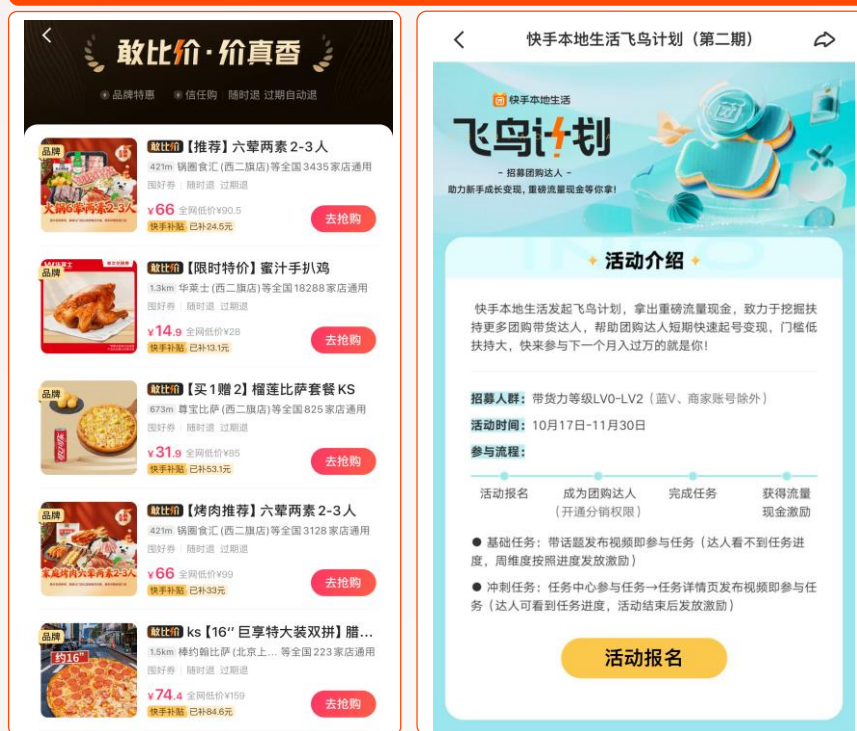 敢比价·价真香
品牌特惠 信任购 随时退 过期自动退
品牌
大锅6荤两素2-3人
敢比价【推荐】六荤两素2-3人
421m 锅圈食汇(西二旗店)等全国3435家店通用
囤好券 随时退 过期退
¥66 全网低价¥90.5
快手补贴 已补24.5元
去抢购
品牌
华莱士
敢比价【限时特价】蜜汁手扒鸡
1.3km 华莱士(西二旗店)等全国18288家店通用
囤好券 随时退 过期退
¥14.9 全网低价¥28
快手补贴 已补13.1元
去抢购
品牌
敢比价【买1赠2】榴莲比萨套餐KS
673m 尊宝比萨(西二旗店)等全国825家店通用
囤好券 随时退 过期退
¥31.9 全网低价¥85
快手补贴 已补53.1元
去抢购
品牌
家庭烤肉六荤两素2-3人
敢比价【烤肉推荐】六荤两素2-3人
421m 锅圈食汇(西二旗店)等全国3128家店通用
囤好券 随时退 过期退
¥66 全网低价¥99
快手补贴 已补33元
去抢购
品牌
约16"
敢比价 ks【16‘’巨享特大装双拼】腊...
1.5km 棒约翰比萨(北京上... 等全国223家店通用
囤好券 随时退 过期退
¥74.4 全网低价¥159
快手补贴 已补84.6元
去抢购
快手本地生活飞鸟计划(第二期)
快手本地生活
飞鸟计划
- 招募团购达人 -
助力新手成长变现,重磅流量现金等你拿!
活动介绍
快手本地生活发起飞鸟计划,拿出重磅流量现金,致力于挖掘扶
持更多团购带货达人,帮助团购达人短期快速起号变现,门槛低
扶持大,快来参与下一个月入过万的就是你!
招募人群:带货力等级LV0-LV2(蓝V、商家账号除外)
活动时间:10月17日-11月30日
参与流程:
活动报名 成为团购达人 完成任务 获得流量
(开通分销权限) 现金激励
● 基础任务:带话题发布视频即参与任务(达人看不到任务进
度,周维度按照进度发放激励)
● 冲刺任务:任务中心参与任务→任务详情页发布视频即参与任
务(达人可看到任务进度,活动结束后发放激励)
活动报名